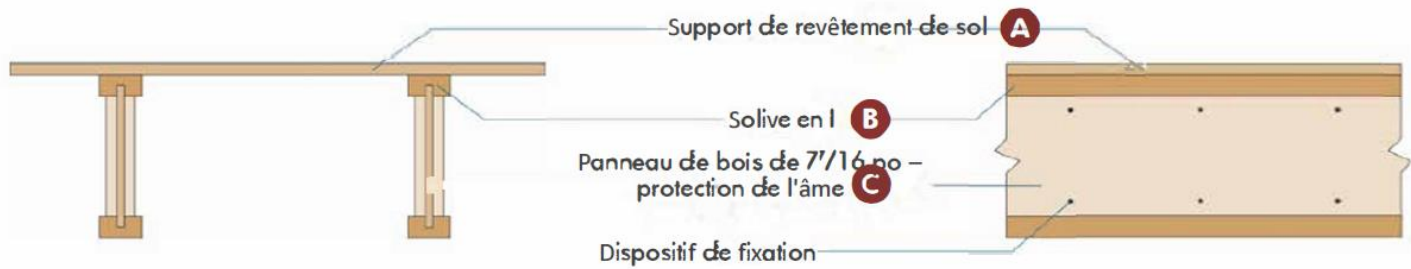 Support de revêtement de sol A
Solive en I B
Panneau de bois de 7/16 po –
protection de l'âme C
Dispositif de fixation